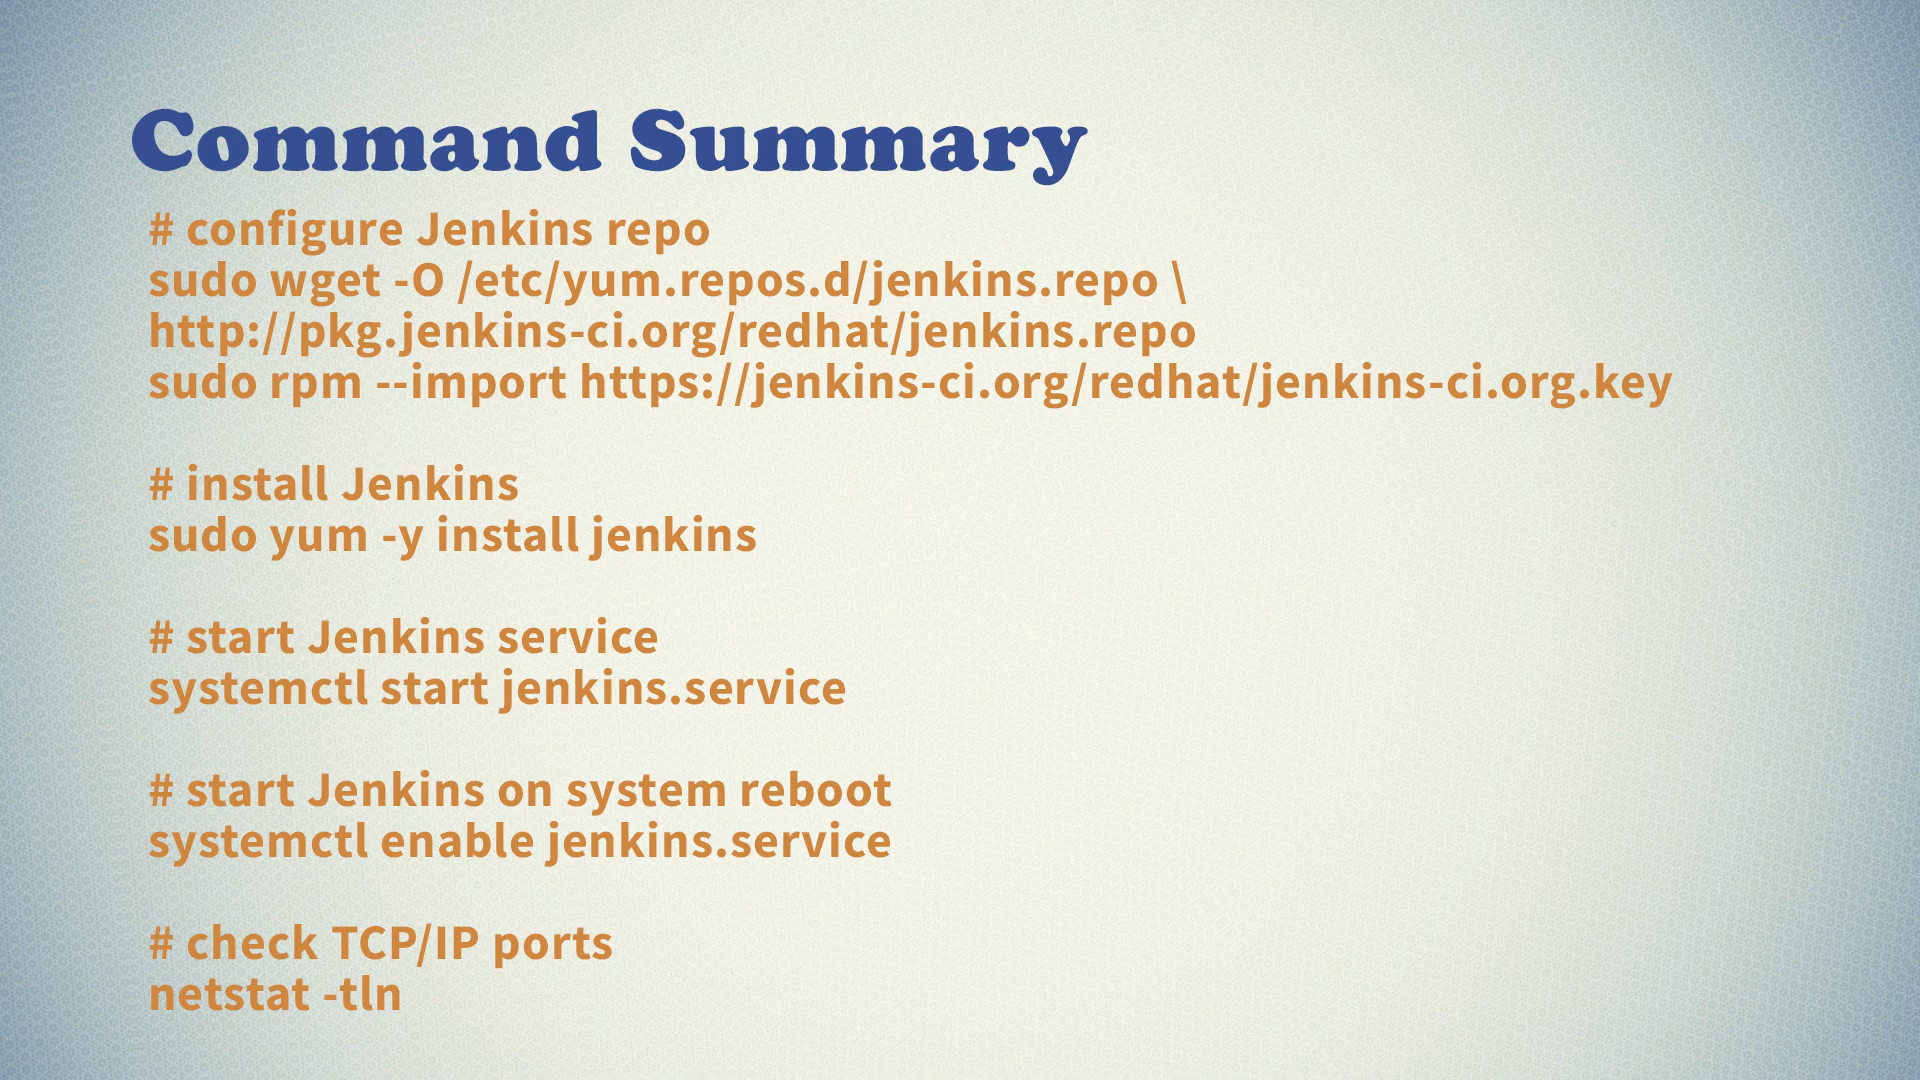 Command Summary
# configure Jenkins repo
sudo wget -O /etc/yum.repos.d/jenkins.repo \
http://pkg.jenkins-ci.org/redhat/jenkins.repo
sudo rpm --import https://jenkins-ci.org/redhat/jenkins-ci.org.key
# install Jenkins
sudo yum -y install jenkins
# start Jenkins service
systemctl start jenkins.service
# start Jenkins on system reboot
systemctl enable jenkins.service
# check TCP/IP ports
netstat -tln